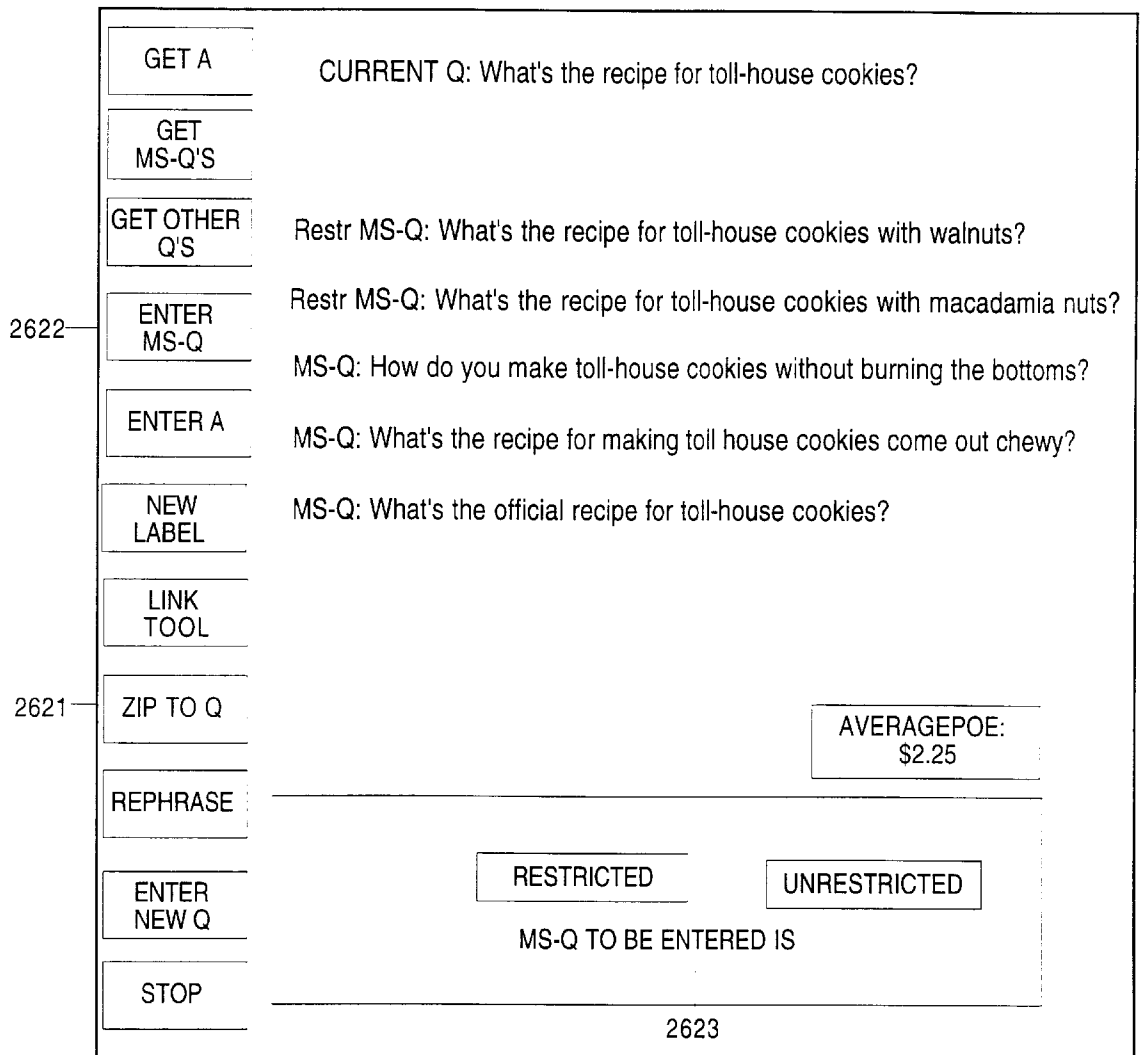 GET A
CURRENT Q: What's the recipe for toll-house cookies?
GET
MS-Q'S
GET OTHER
Q'S
Restr MS-Q: What's the recipe for toll-house cookies with walnuts?
Restr MS-Q: What's the recipe for toll-house cookies with macadamia nuts?
2622
ENTER
MS-Q
MS-Q: How do you make toll-house cookies without burning the bottoms?
ENTER A
MS-Q: What's the recipe for making toll house cookies come out chewy?
NEW
LABEL
MS-Q: What's the official recipe for toll-house cookies?
LINK
TOOL
2621
ZIP TO Q
AVERAGEPOE:
$2.25
REPHRASE
ENTER
NEW Q
RESTRICTED
UNRESTRICTED
MS-Q TO BE ENTERED IS
STOP
2623